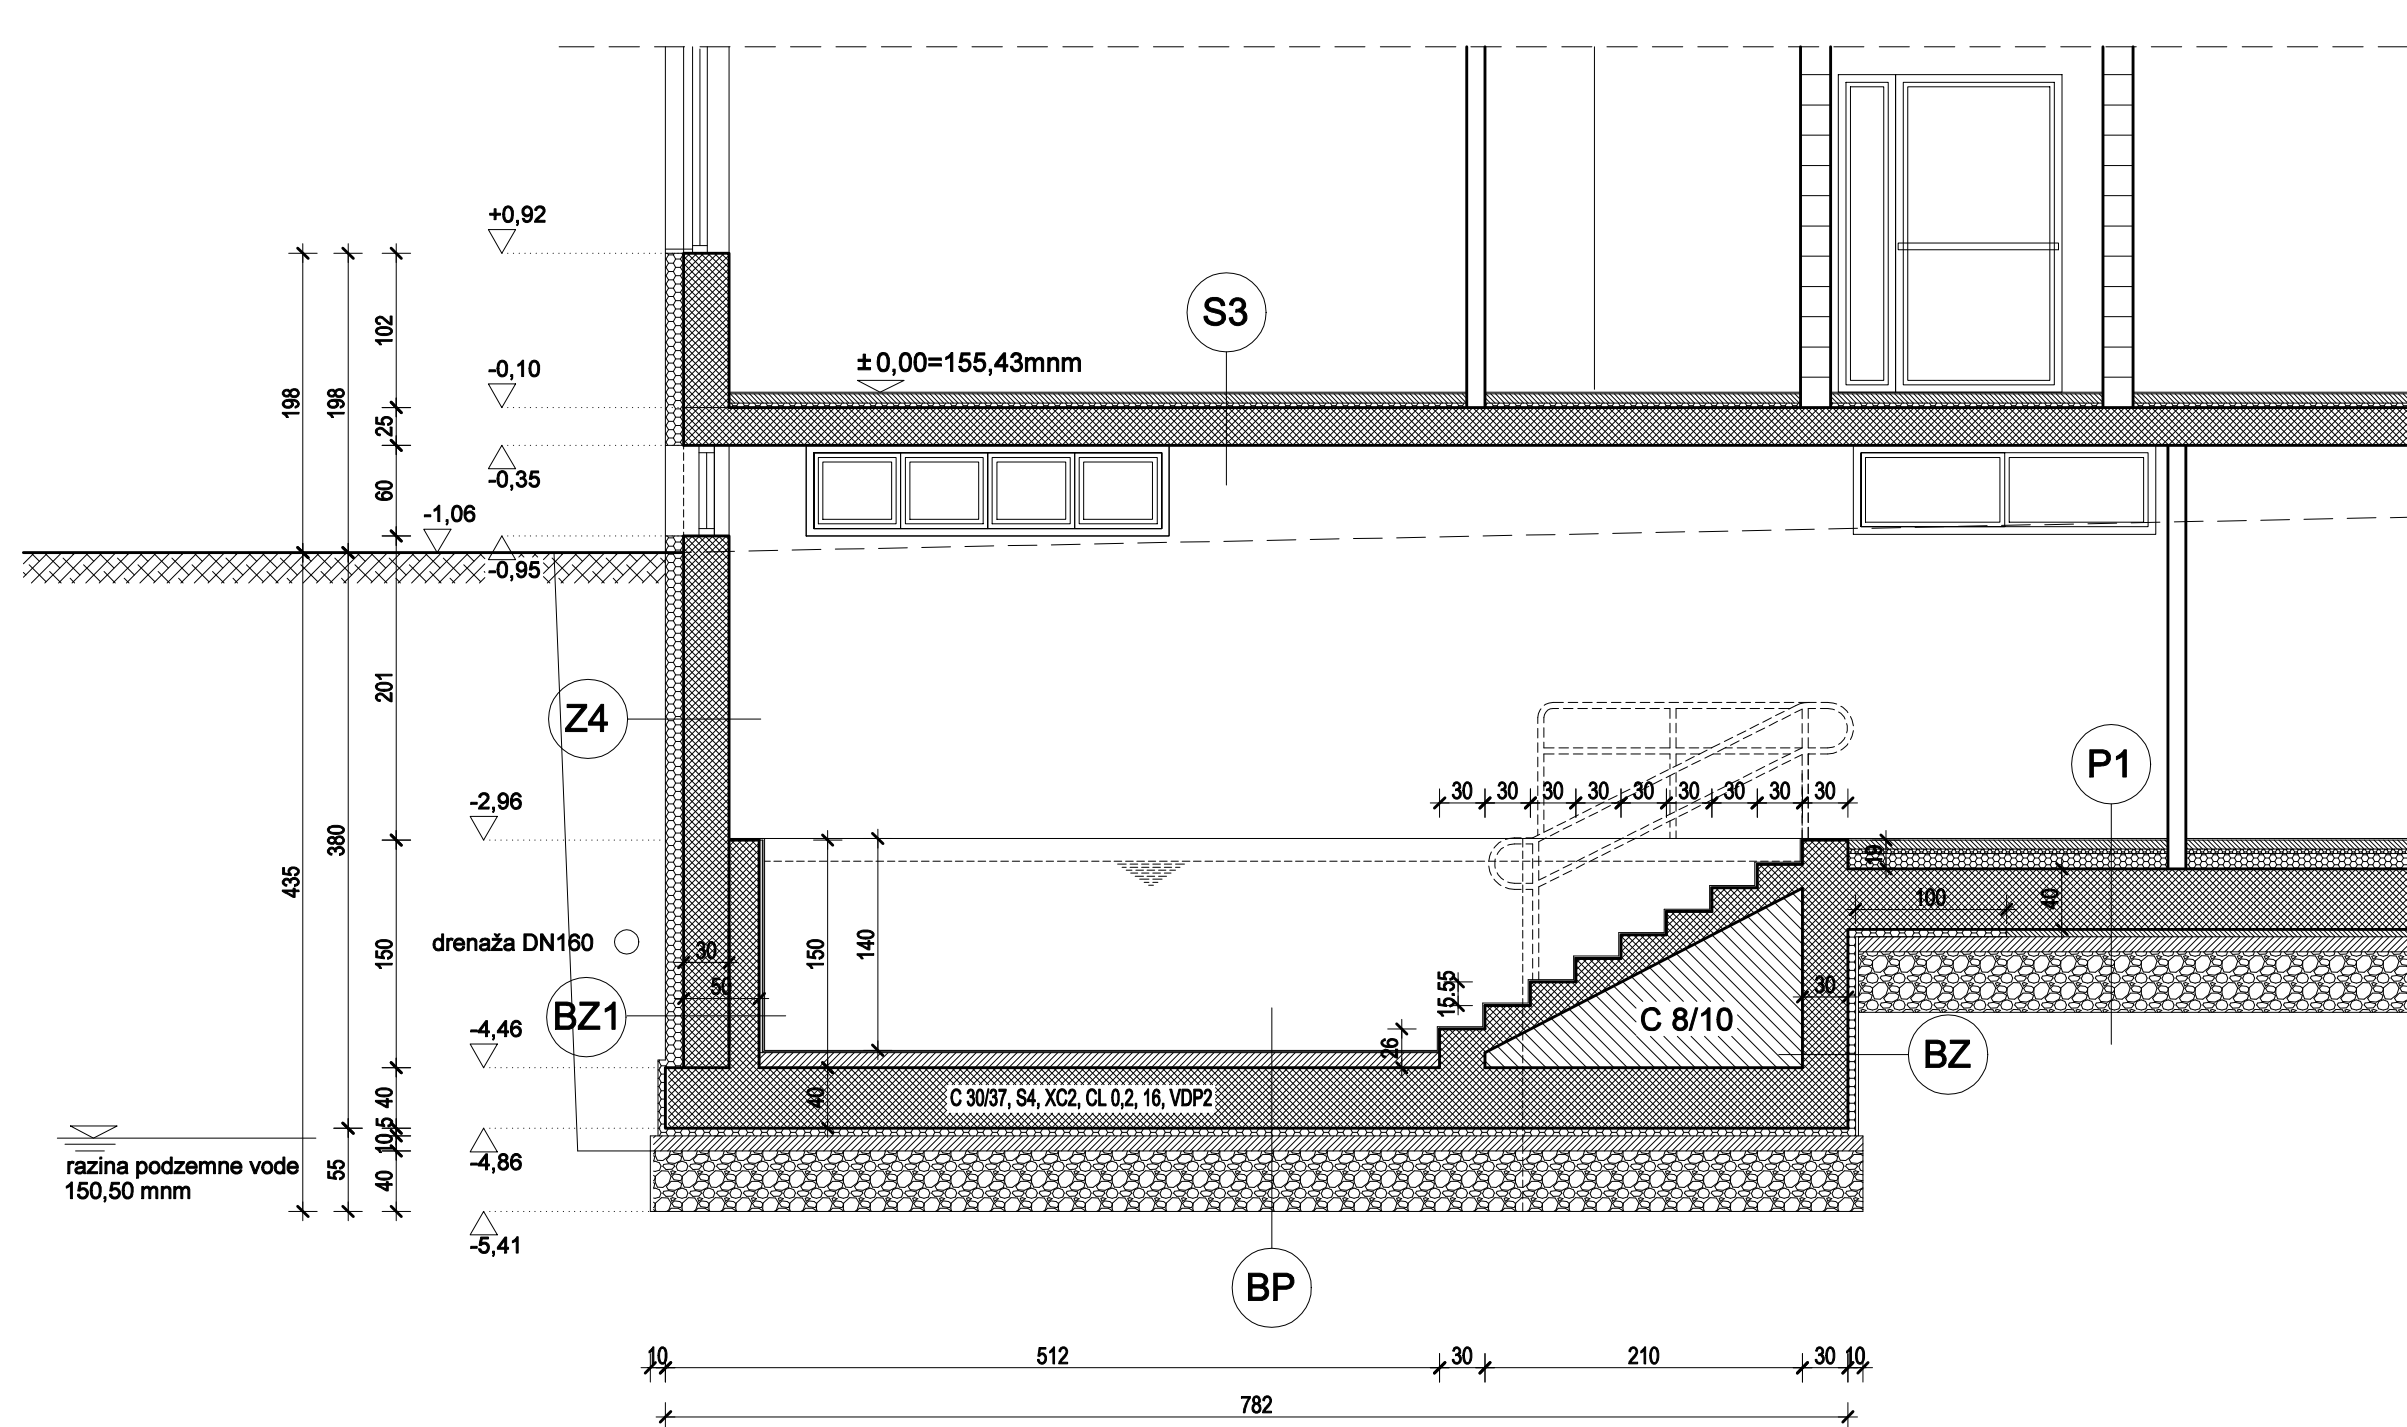 +0,92
S3
±0,00=155,43mnm
-0,10
102
198
198
25
-0,35
60
-1,06
-0,95
201
Z4
P1
-2,96
30 30 30 30 30 30 30 30 30
380
435
19
40
100
drenaža DN160
30
150
150
140
50
15.55
30
BZ1
C 8/10
-4,46
26
BZ
40
40
C 30/37, S4, XC2, CL 0,2, 16, VDP2
5
10
-4,86
razina podzemne vode
150,50 mnm
55
40
-5,41
BP
10 512 30 210 30 10
782